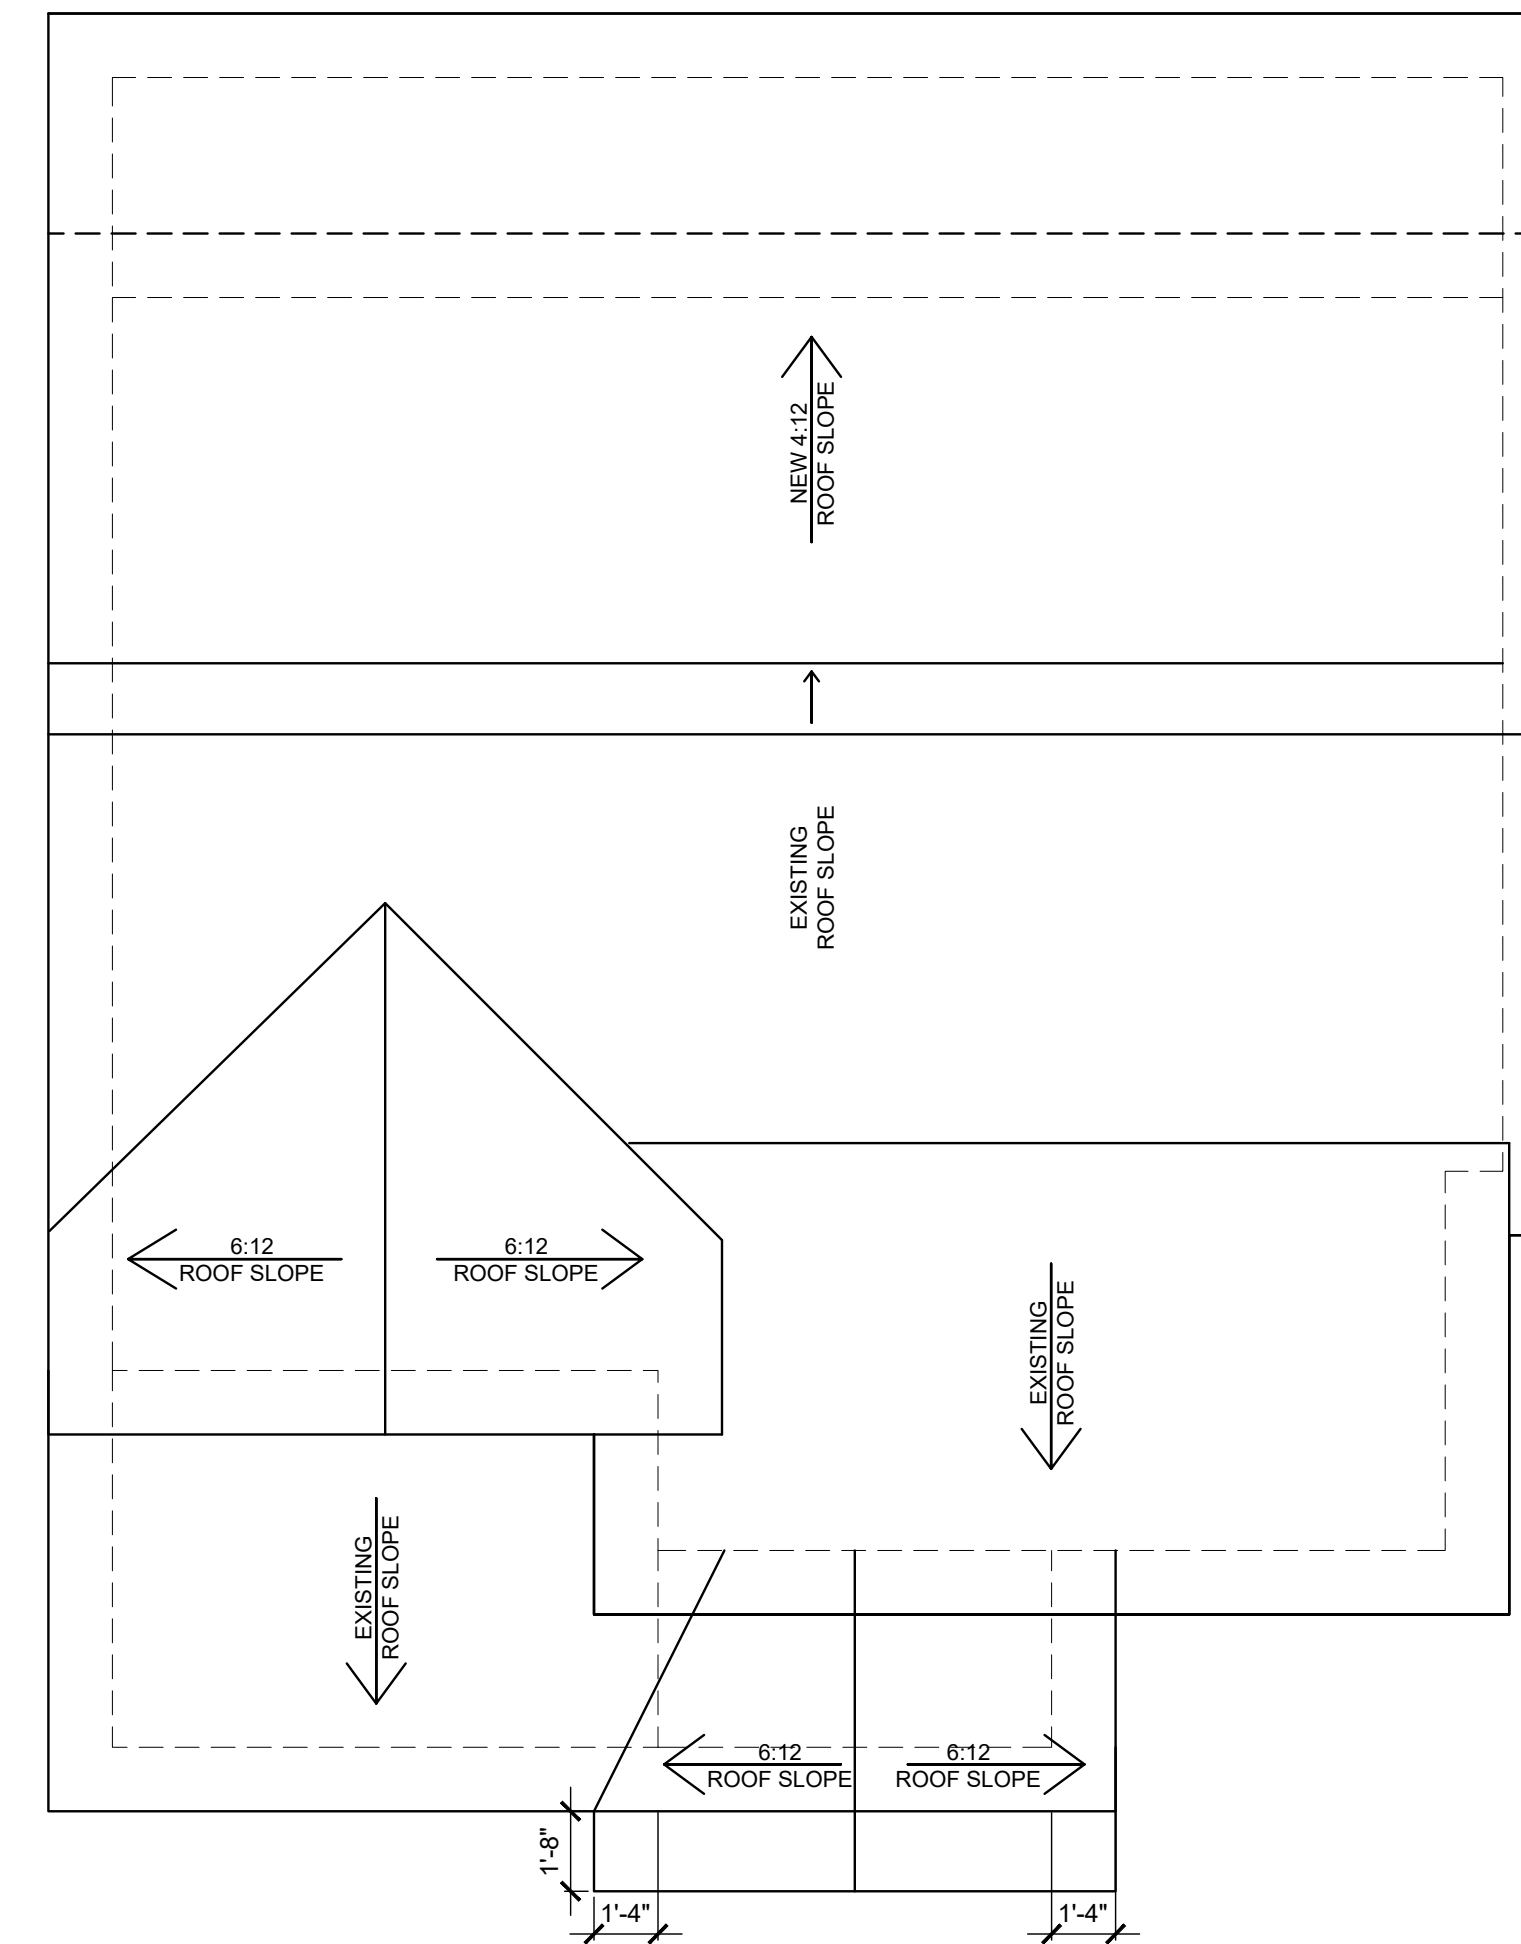 NEW 4:12
ROOF SLOPE
EXISTING
ROOF SLOPE
6:12
ROOF SLOPE
6:12
ROOF SLOPE
EXISTING
ROOF SLOPE
EXISTING
ROOF SLOPE
6:12
ROOF SLOPE
6:12
ROOF SLOPE
1'-8"
1'-4"
1'-4"